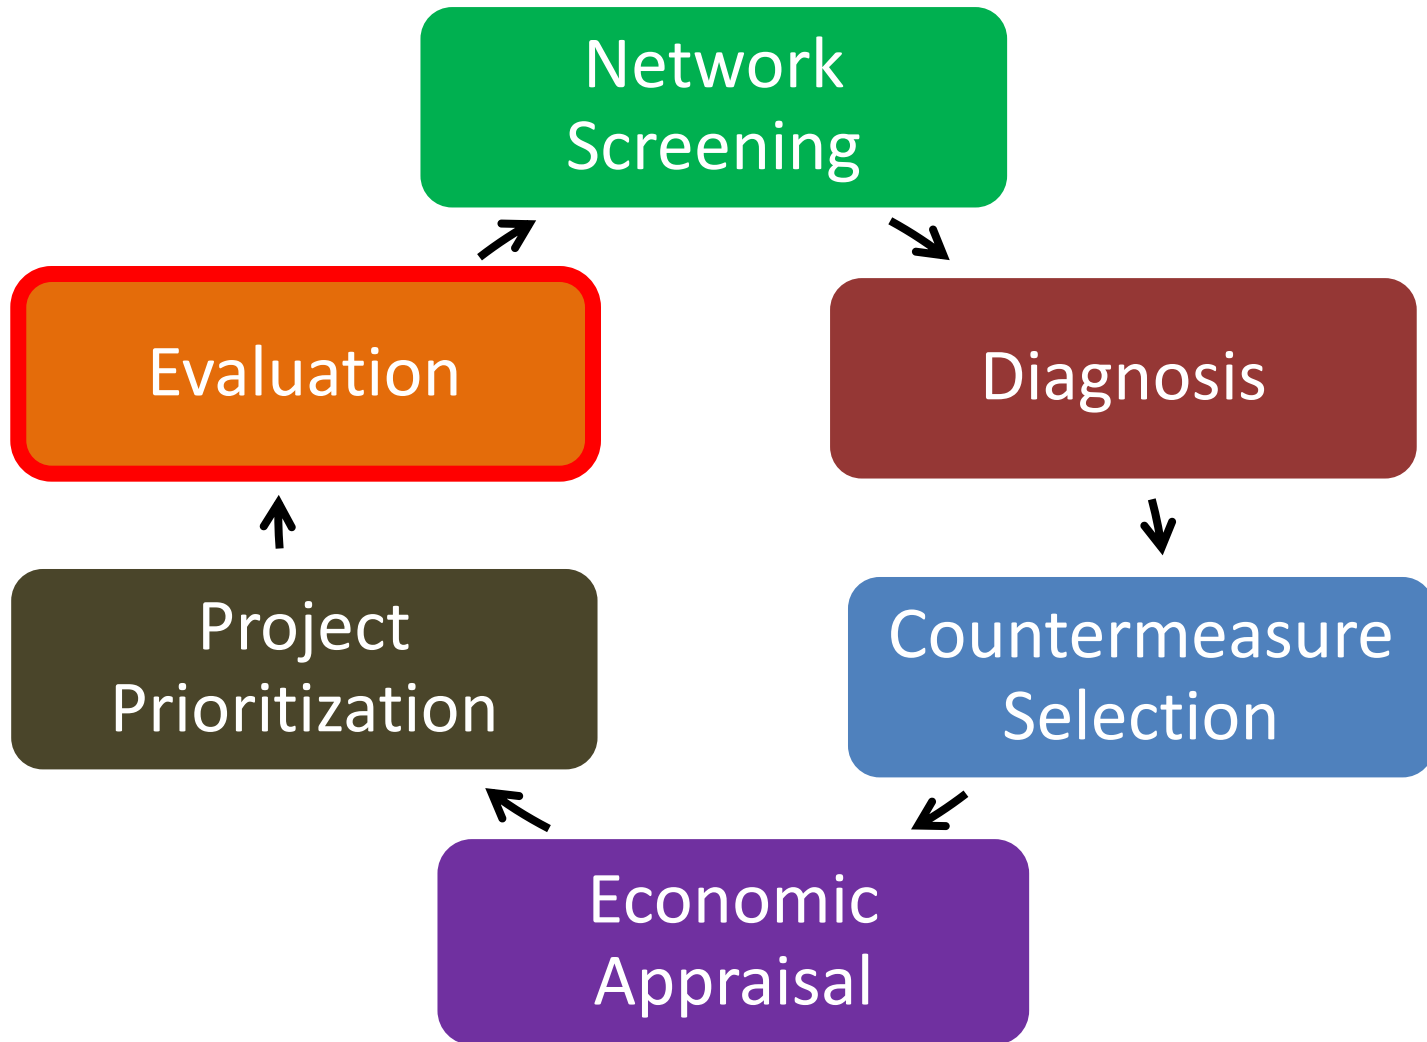 Network
Screening
Diagnosis
Countermeasure
Selection
Economic
Appraisal
Project
Prioritization
Evaluation